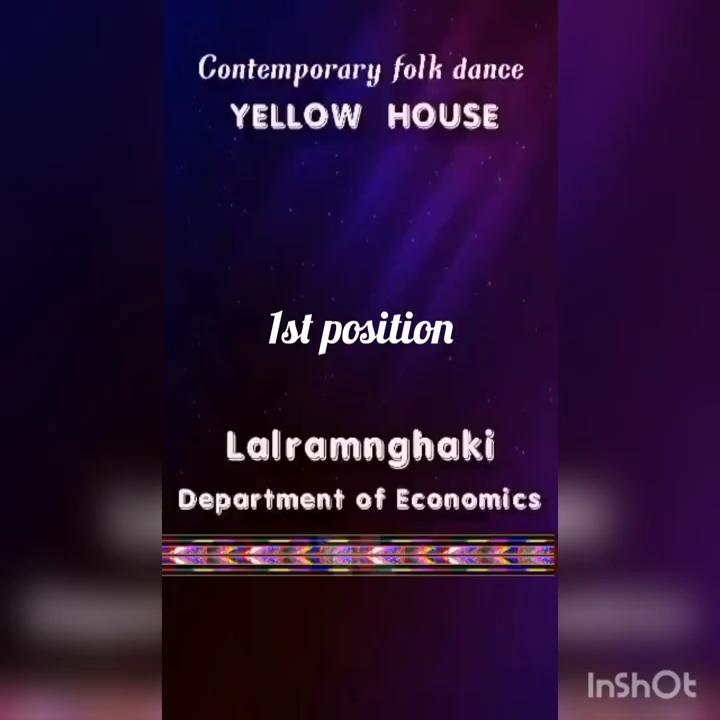 Contemporary folk dance
YELLOW HOUSE
1st position
Lalramnghaki
Department of Economics
InShOt